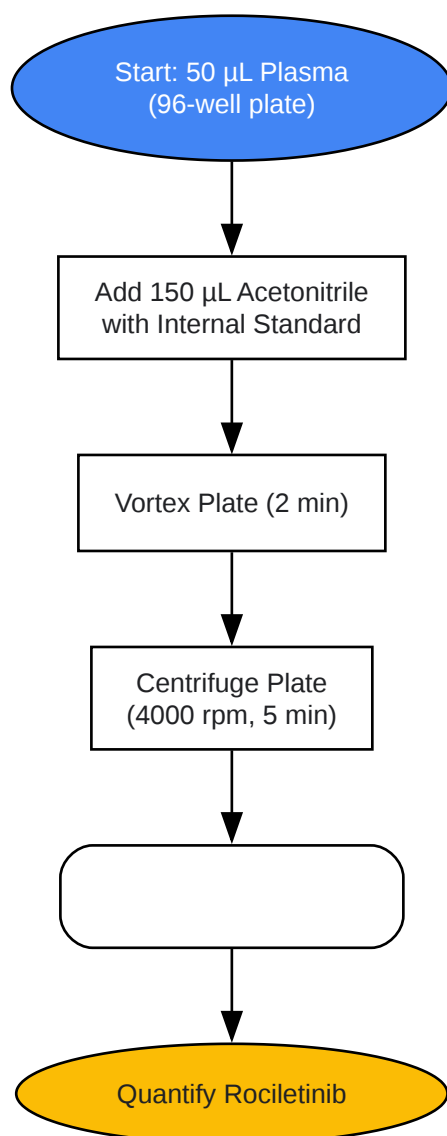 Start: 50 µL Plasma
(96-well plate)
Add 150 µL Acetonitrile
with Internal Standard
Vortex Plate (2 min)
Centrifuge Plate
(4000 rpm, 5 min)
Quantify Rociletinib